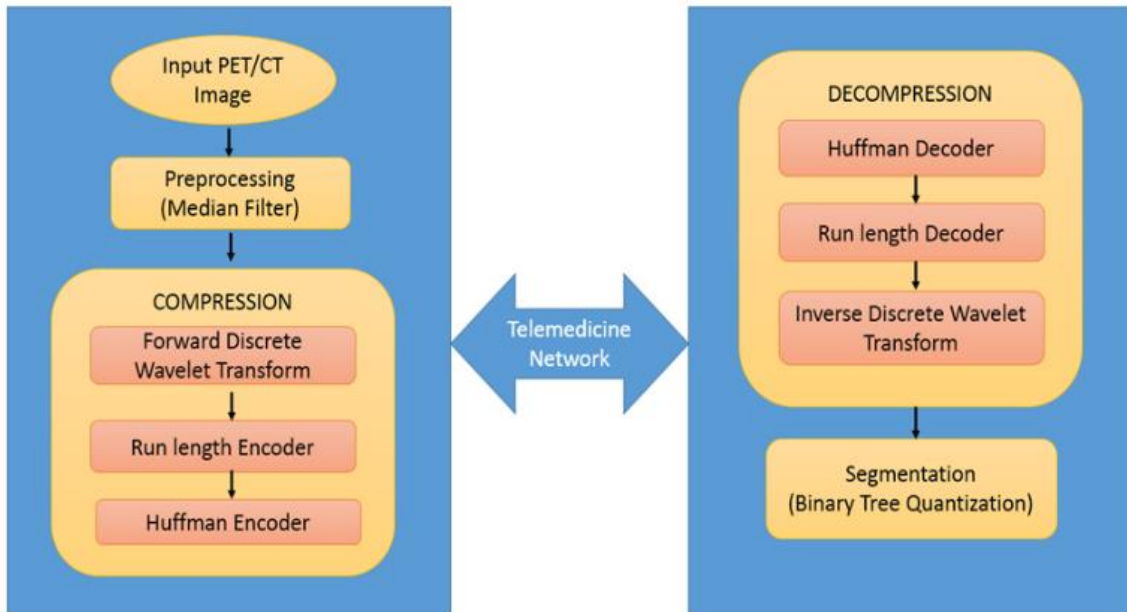 Input PET/CT
Image
Preprocessing
(Median Filter)
COMPRESSION
Forward Discrete
Wavelet Transform
Run length Encoder
Huffman Encoder
Telemedicine
Network
DECOMPRESSION
Huffman Decoder
Run length Decoder
Inverse Discrete Wavelet
Transform
Segmentation
(Binary Tree Quantization)